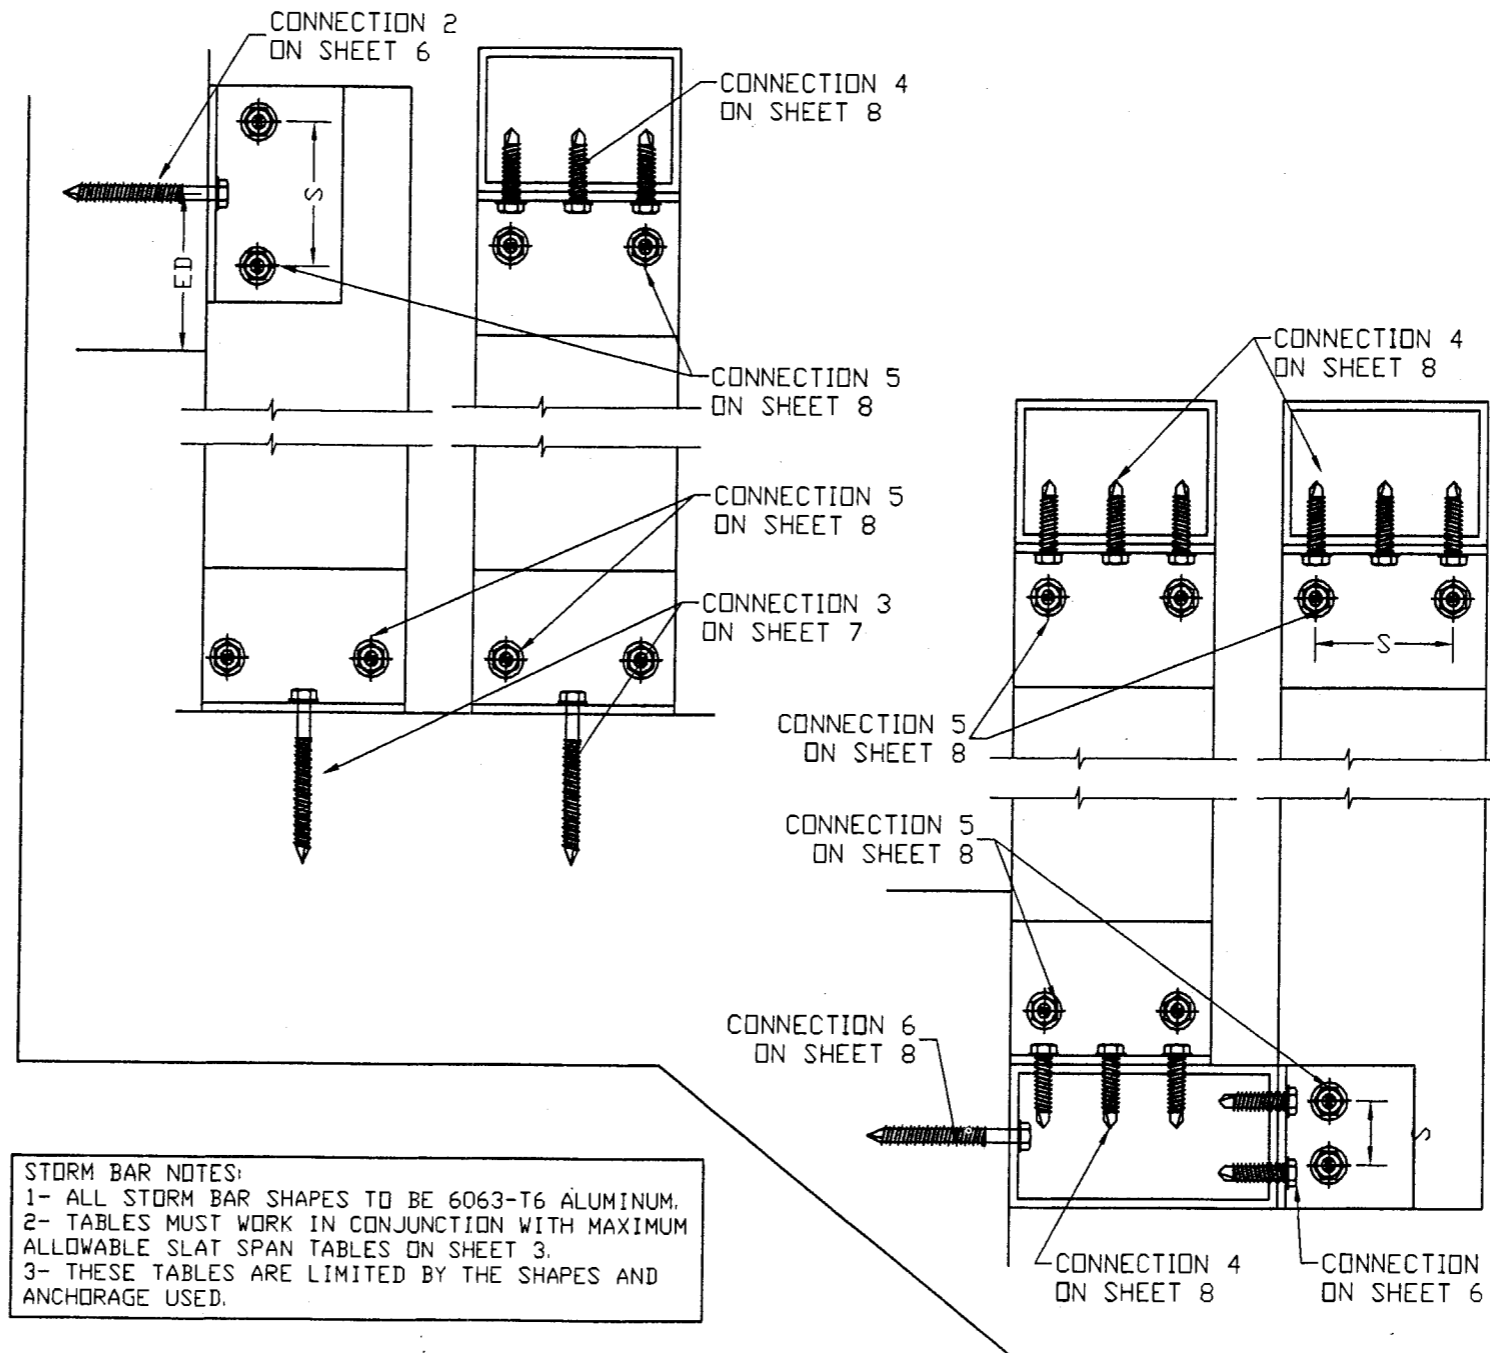 CONNECTION 2
ON SHEET 6
CONNECTION 4
ON SHEET 8
S
ED
CONNECTION 5
ON SHEET 8
CONNECTION 4
ON SHEET 8
CONNECTION 5
ON SHEET 8
CONNECTION 3
ON SHEET 7
S
CONNECTION 5
ON SHEET 8
CONNECTION 5
ON SHEET 8
CONNECTION 6
ON SHEET 8
S
CONNECTION 4
ON SHEET 8
CONNECTION
ON SHEET 6
STORM BAR NOTES:
1- ALL STORM BAR SHAPES TO BE 6063-T6 ALUMINUM.
2- TABLES MUST WORK IN CONJUNCTION WITH MAXIMUM
ALLOWABLE SLAT SPAN TABLES ON SHEET 3.
3- THESE TABLES ARE LIMITED BY THE SHAPES AND
ANCHORAGE USED.